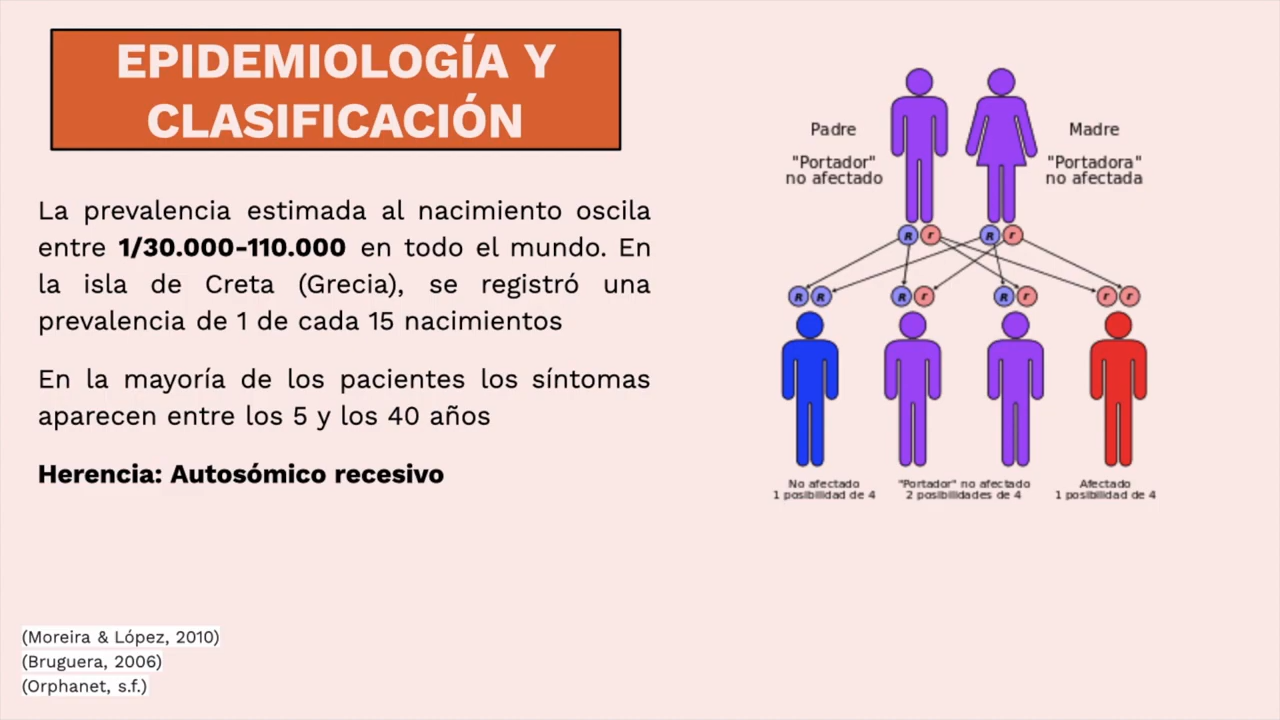 EPIDEMIOLOGÍA Y
CLASIFICACIÓN
La prevalencia estimada al nacimiento oscila
entre 1/30.000-110.000 en todo el mundo. En
la isla de Creta (Grecia), se registró una
prevalencia de 1 de cada 15 nacimientos
En la mayoría de los pacientes los síntomas
aparecen entre los 5 y los 40 años
Herencia: Autosómico recesivo
(Moreira & López, 2010)
(Bruguera, 2006)
(Orphanet, s.f.)
Padre
"Portador"
no afectado
Madre
"Portadora"
no afectada
R r R r
R R R r R r r r
No afectado
1 posibilidad de 4
"Portador" no afectado
2 posibilidades de 4
Afectado
1 posibilidad de 4